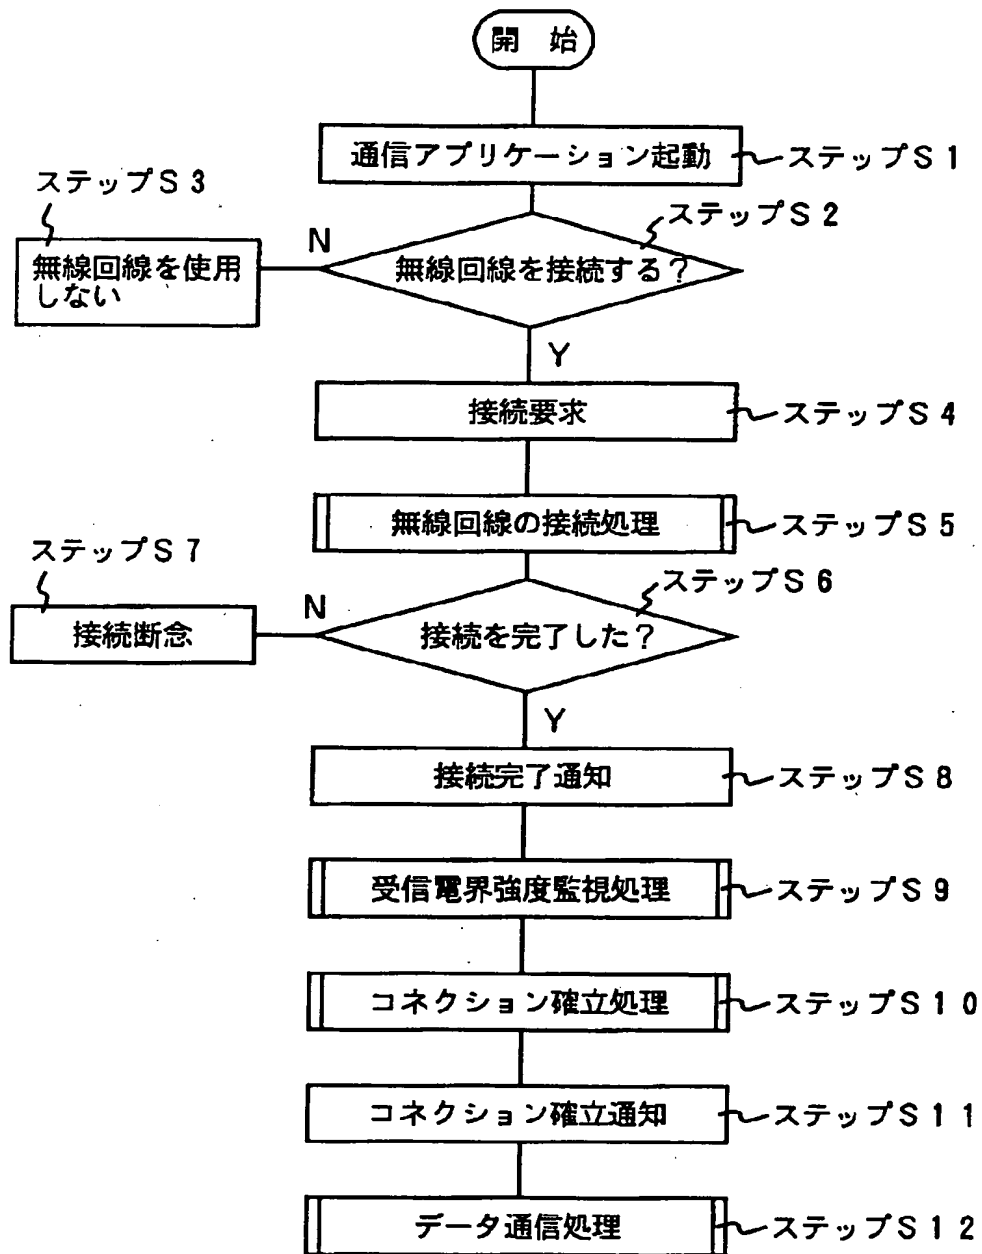 開 始
通信アプリケーション起動
ステップS1
ステップS3
ステップS2
N
無線回線を接続する?
無線回線を使用
しない
Y
接続要求
ステップS4
無線回線の接続処理
ステップS5
ステップS7
ステップS6
N
接続を完了した?
接続断念
Y
接続完了通知
ステップS8
受信電界強度監視処理
ステップS9
コネクション確立処理
ステップS10
コネクション確立通知
ステップS11
データ通信処理
ステップS12